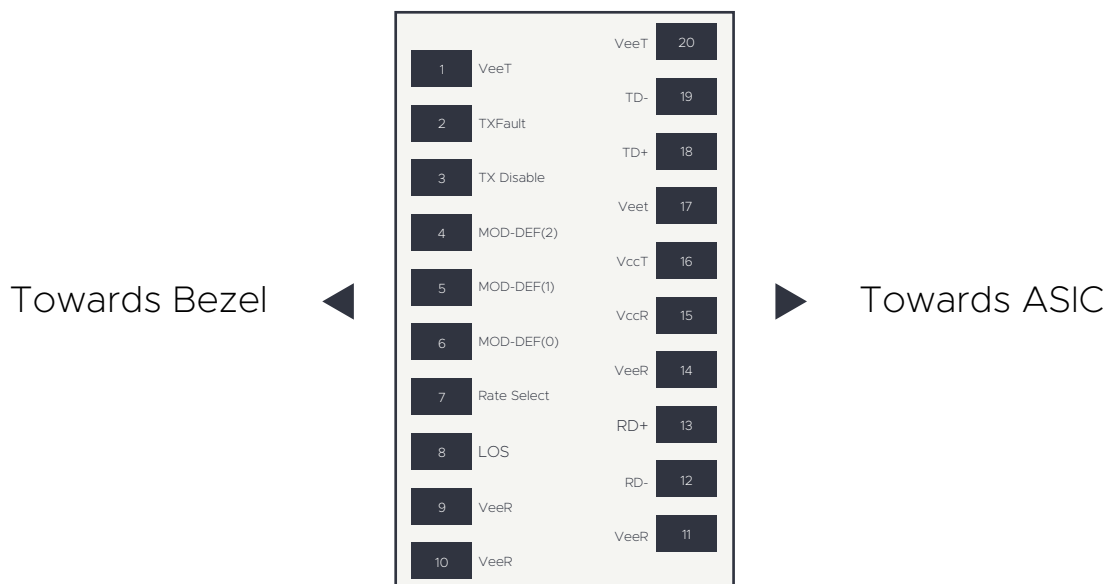 Towards Bezel
1 VeeT
2 TXFault
3 TX Disable
4 MOD-DEF(2)
5 MOD-DEF(1)
6 MOD-DEF(0)
7 Rate Select
8 LOS
9 VeeR
10 VeeR
VeeT 20
TD- 19
TD+ 18
Veet 17
VccT 16
VccR 15
VeeR 14
RD+ 13
RD- 12
VeeR 11
Towards ASIC